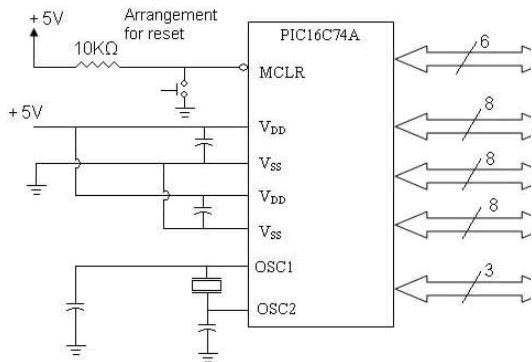 +5V
Arrangement
for reset
PIC16C74A
10KΩ
MCLR
6
+5V
VDD
8
VSS
8
VDD
8
VSS
OSC1
3
OSC2